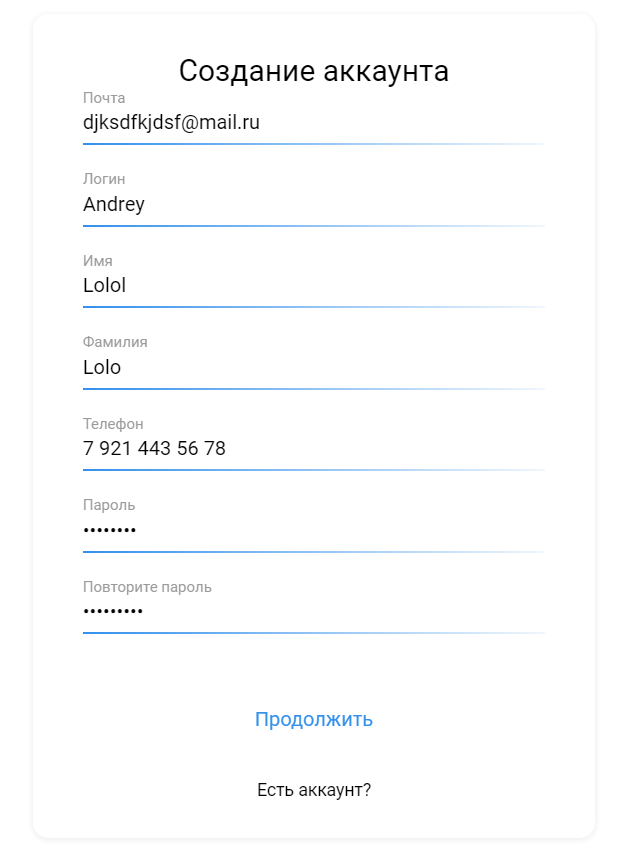 Создание аккаунта
Почта
djksdfkjdsf@mail.ru
Логин
Andrey
Имя
Lolol
Фамилия
Lolo
Телефон
7 921 443 56 78
Пароль
••••••••
Повторите пароль
•••••••••
Продолжить
Есть аккаунт?